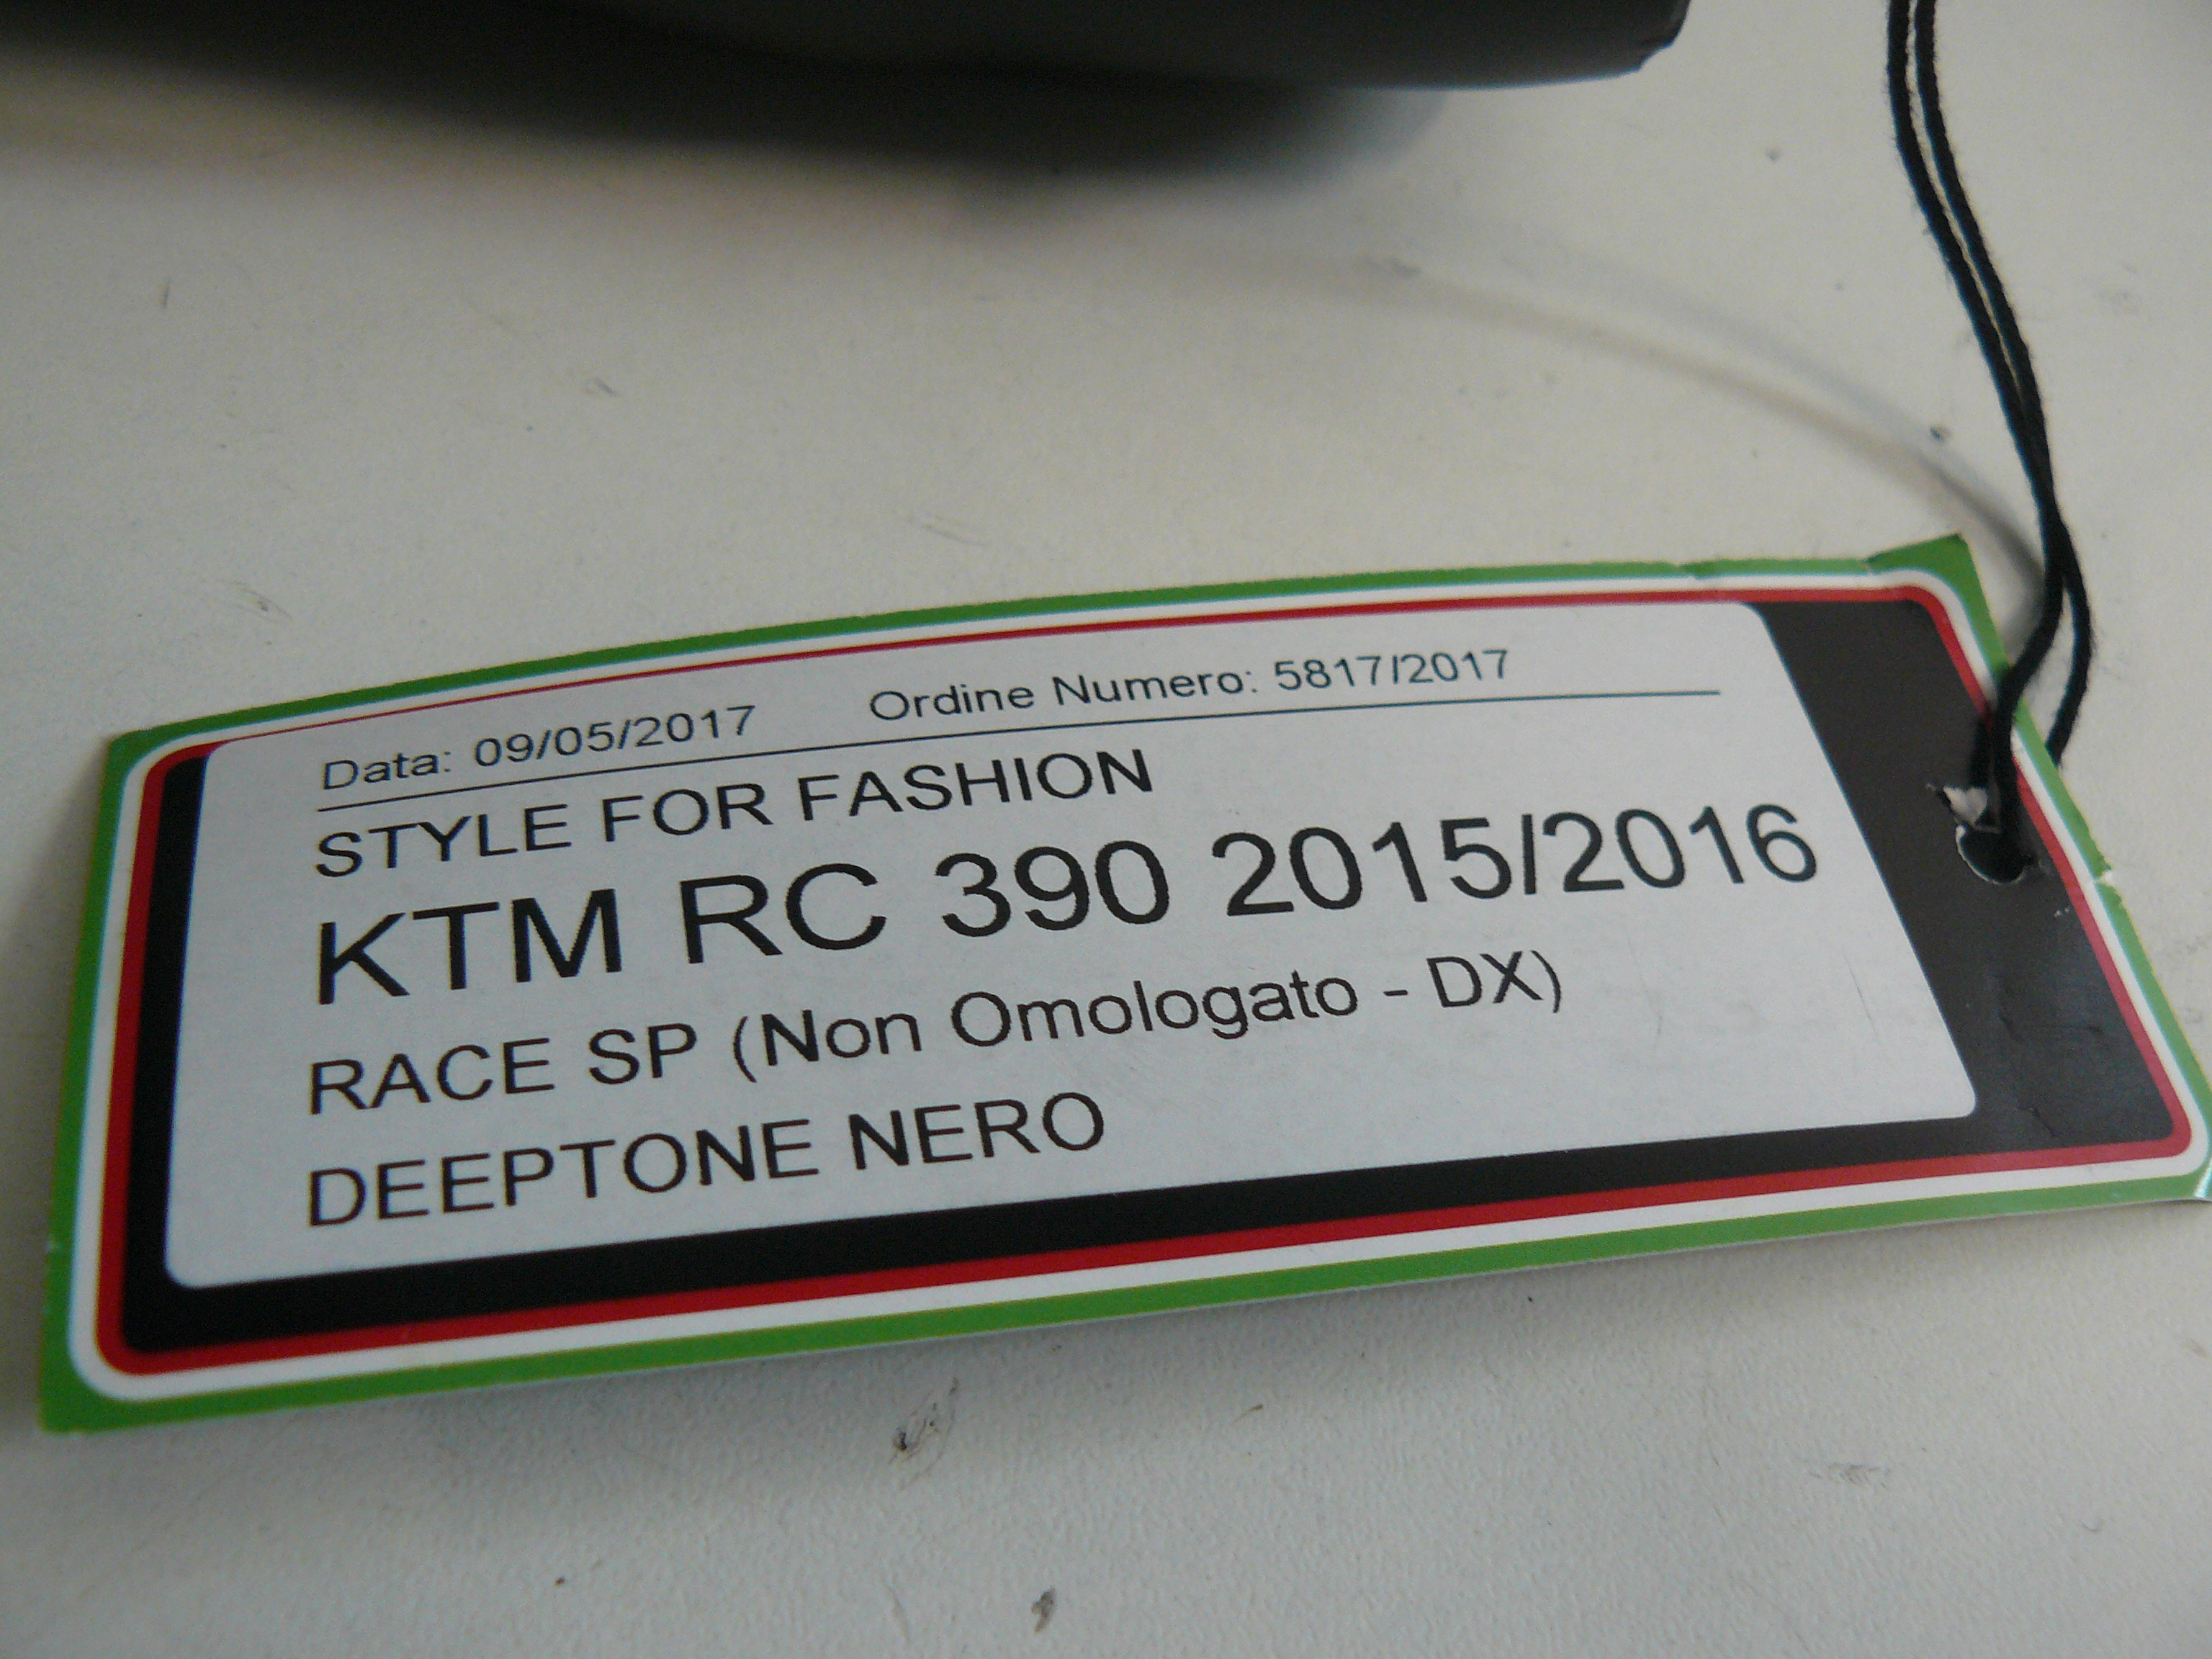 Data: 09/05/2017 Ordine Numero: 5817/2017
STYLE FOR FASHION
KTM RC 390 2015/2016
RACE SP (Non Omologato - DX)
DEEPTONE NERO